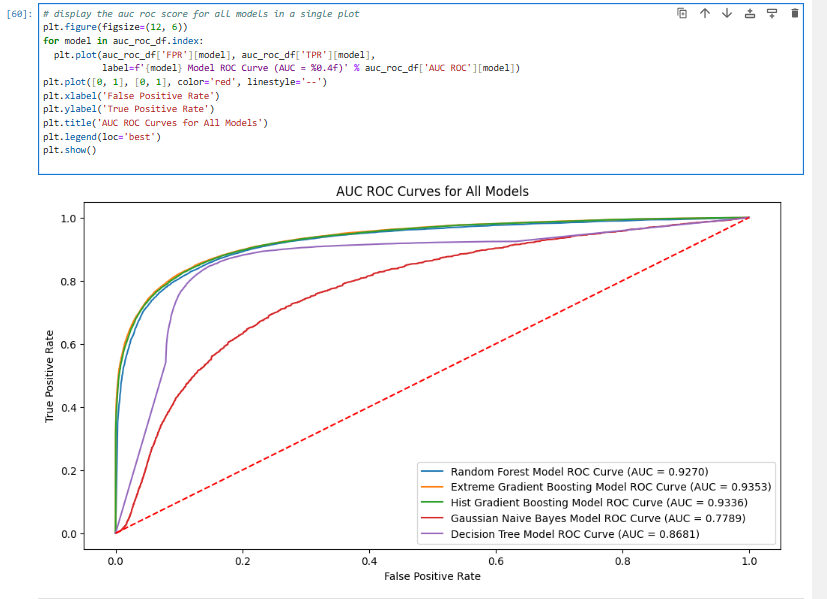 [60]:
# display the auc roc score for all models in a single plot
plt.figure(figsize=(12, 6))
for model in auc_roc_df.index:
  plt.plot(auc_roc_df['FPR'][model], auc_roc_df['TPR'][model],
           label=f'{model} Model ROC Curve (AUC = %0.4f)' % auc_roc_df['AUC ROC'][model])
plt.plot([0, 1], [0, 1], color='red', linestyle='--')
plt.xlabel('False Positive Rate')
plt.ylabel('True Positive Rate')
plt.title('AUC ROC Curves for All Models')
plt.legend(loc='best')
plt.show()
AUC ROC Curves for All Models
True Positive Rate
1.0
0.8
0.6
0.4
0.2
0.0
Random Forest Model ROC Curve (AUC = 0.9270)
Extreme Gradient Boosting Model ROC Curve (AUC = 0.9353)
Hist Gradient Boosting Model ROC Curve (AUC = 0.9336)
Gaussian Naive Bayes Model ROC Curve (AUC = 0.7789)
Decision Tree Model ROC Curve (AUC = 0.8681)
0.0 0.2 0.4 0.6 0.8 1.0
False Positive Rate